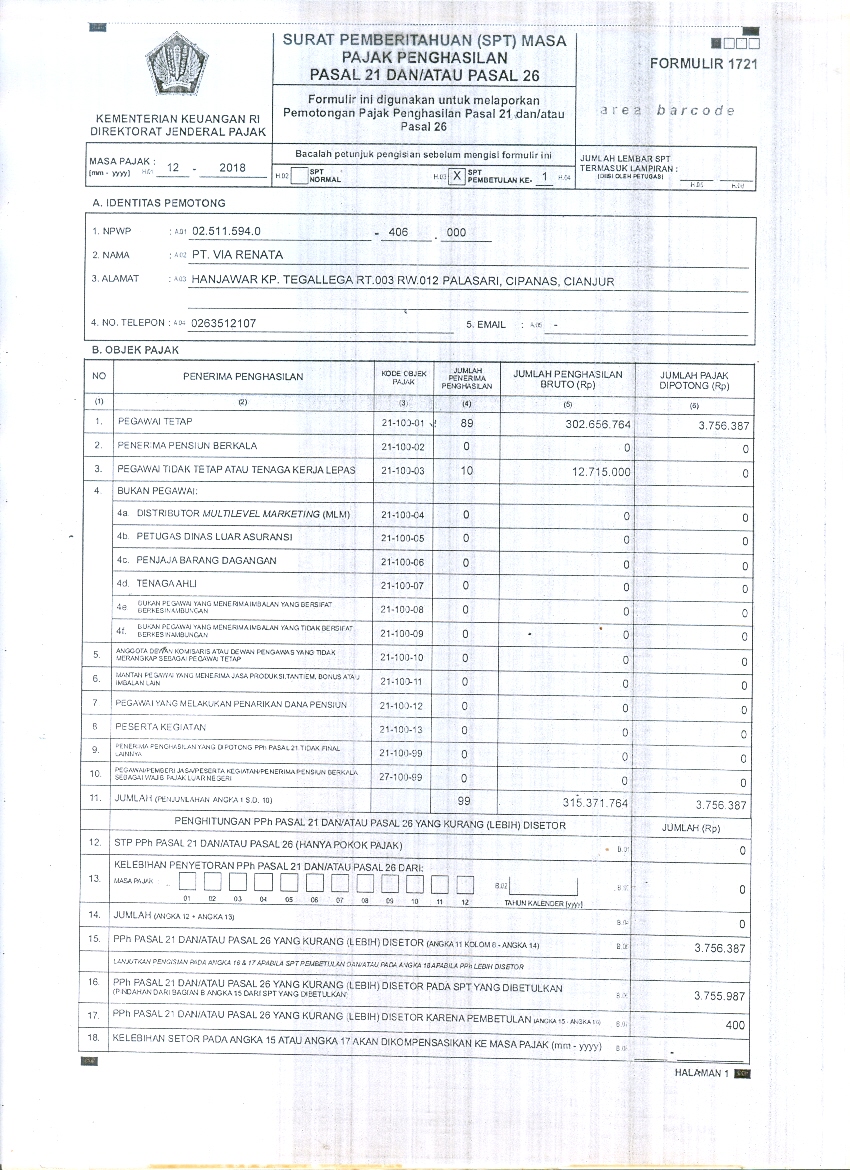 SURAT PEMBERITAHUAN (SPT) MASA
PAJAK PENGHASILAN
PASAL 21 DAN/ATAU PASAL 26
FORMULIR 1721
Formulir ini digunakan untuk melaporkan
Pemotongan Pajak Penghasilan Pasal 21 dan/atau
Pasal 26
area barcode
KEMENTERIAN KEUANGAN RI
DIREKTORAT JENDERAL PAJAK
MASA PAJAK :
[mm - yyyy] H.01 12 - 2018
Bacalah petunjuk pengisian sebelum mengisi formulir ini
H.02 SPT NORMAL
H.03 X SPT PEMBETULAN KE- 1 H.04
JUMLAH LEMBAR SPT
TERMASUK LAMPIRAN :
(DIISI OLEH PETUGAS)
H.05
A. IDENTITAS PEMOTONG
1. NPWP : A.01 02.511.594.0 - 406 . 000
2. NAMA : A.02 PT. VIA RENATA
3. ALAMAT : A.03 HANJAWAR KP. TEGALLEGA RT.003 RW.012 PALASARI, CIPANAS, CIANJUR
4. NO. TELEPON : A.04 0263512107 5. EMAIL : A.05 -
B. OBJEK PAJAK
NO PENERIMA PENGHASILAN KODE OBJEK PAJAK JUMLAH PENERIMA PENGHASILAN JUMLAH PENGHASILAN BRUTO (Rp) JUMLAH PAJAK DIPOTONG (Rp)
(1) (2) (3) (4) (5) (6)
1. PEGAWAI TETAP 21-100-01 89 302.656.764 3.756.387
2. PENERIMA PENSIUN BERKALA 21-100-02 0 0 0
3. PEGAWAI TIDAK TETAP ATAU TENAGA KERJA LEPAS 21-100-03 10 12.715.000 0
4. BUKAN PEGAWAI:
4a. DISTRIBUTOR MULTILEVEL MARKETING (MLM) 21-100-04 0 0 0
4b. PETUGAS DINAS LUAR ASURANSI 21-100-05 0 0 0
4c. PENJAJA BARANG DAGANGAN 21-100-06 0 0 0
4d. TENAGA AHLI 21-100-07 0 0 0
4e. BUKAN PEGAWAI YANG MENERIMA IMBALAN YANG BERSIFAT
BERKESINAMBUNGAN 21-100-08 0 0 0
4f. BUKAN PEGAWAI YANG MENERIMA IMBALAN YANG TIDAK BERSIFAT
BERKESINAMBUNGAN 21-100-09 0 0 0
5. ANGGOTA DEWAN KOMISARIS ATAU DEWAN PENGAWAS YANG TIDAK
MERANGKAP SEBAGAI PEGAWAI TETAP 21-100-10 0 0 0
6. MANTAN PEGAWAI YANG MENERIMA JASA PRODUKSI, TANTIEM, BONUS ATAU
IMBALAN LAIN 21-100-11 0 0 0
7 PEGAWAI YANG MELAKUKAN PENARIKAN DANA PENSIUN 21-100-12 0 0 0
8 PESERTA KEGIATAN 21-100-13 0 0 0
9. PENERIMA PENGHASILAN YANG DIPOTONG PPh PASAL 21 TIDAK FINAL
LAINNYA 21-100-99 0 0 0
10. PEGAWAI/PEMBERI JASA/PESERTA KEGIATAN/PENERIMA PENSIUN BERKALA
SEBAGAI WAJIB PAJAK LUAR NEGERI 27-100-99 0 0 0
11. JUMLAH (PENJUMLAHAN ANGKA 1 S.D. 10) 99 315.371.764 3.756.387
PENGHITUNGAN PPh PASAL 21 DAN/ATAU PASAL 26 YANG KURANG (LEBIH) DISETOR JUMLAH (Rp)
12. STP PPh PASAL 21 DAN/ATAU PASAL 26 (HANYA POKOK PAJAK) 0
KELEBIHAN PENYETORAN PPh PASAL 21 DAN/ATAU PASAL 26 DARI:
13. MASA PAJAK B.02 0
01 02 03 04 05 06 07 08 09 10 11 12 TAHUN KALENDER [yyyy]
14. JUMLAH (ANGKA 12 + ANGKA 13) 0
15. PPh PASAL 21 DAN/ATAU PASAL 26 YANG KURANG (LEBIH) DISETOR (ANGKA 11 KOLOM 6 - ANGKA 14) 3.756.387
LANJUTKAN PENGISIAN PADA ANGKA 16 & 17 APABILA SPT PEMBETULAN DAN/ATAU PADA ANGKA 18 APABILA PPh LEBIH DISETOR
16. PPh PASAL 21 DAN/ATAU PASAL 26 YANG KURANG (LEBIH) DISETOR PADA SPT YANG DIBETULKAN
(PINDAHAN DARI BAGIAN B ANGKA 15 DARI SPT YANG DIBETULKAN) 3.755.987
17. PPh PASAL 21 DAN/ATAU PASAL 26 YANG KURANG (LEBIH) DISETOR KARENA PEMBETULAN (ANGKA 15 - ANGKA 16) 400
18. KELEBIHAN SETOR PADA ANGKA 15 ATAU ANGKA 17 AKAN DIKOMPENSASIKAN KE MASA PAJAK (mm - yyyy) -
HALAMAN 1